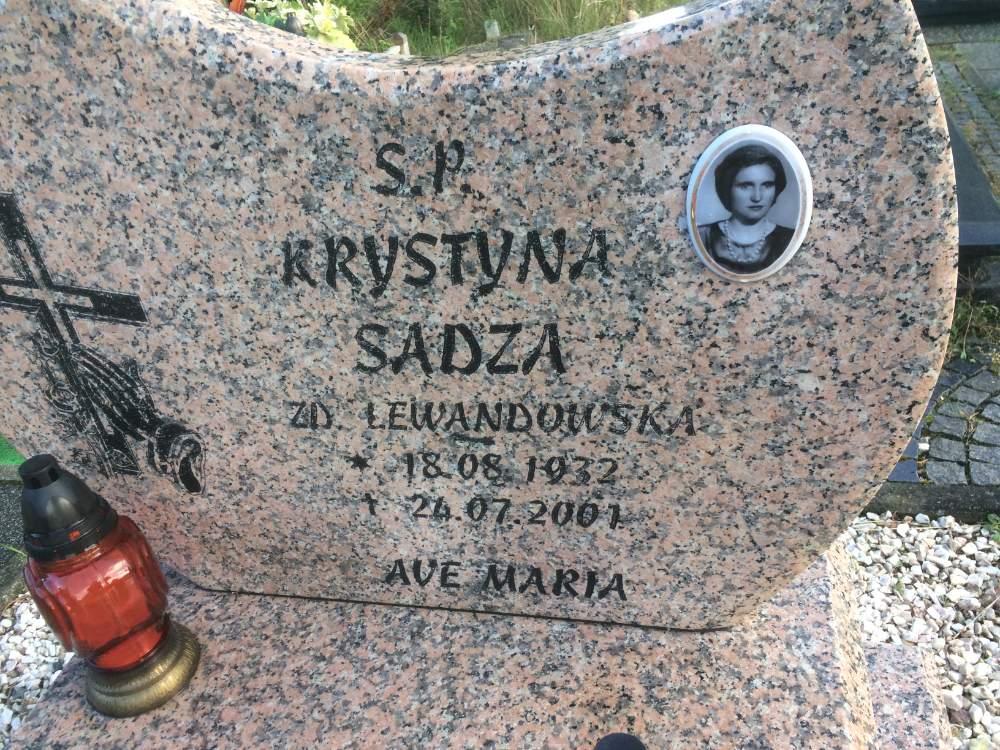 Ś.P.
KRYSTYNA
SADZA
ZD. LEWANDOWSKA
* 18.08.1932
† 24.07.2001
AVE MARIA